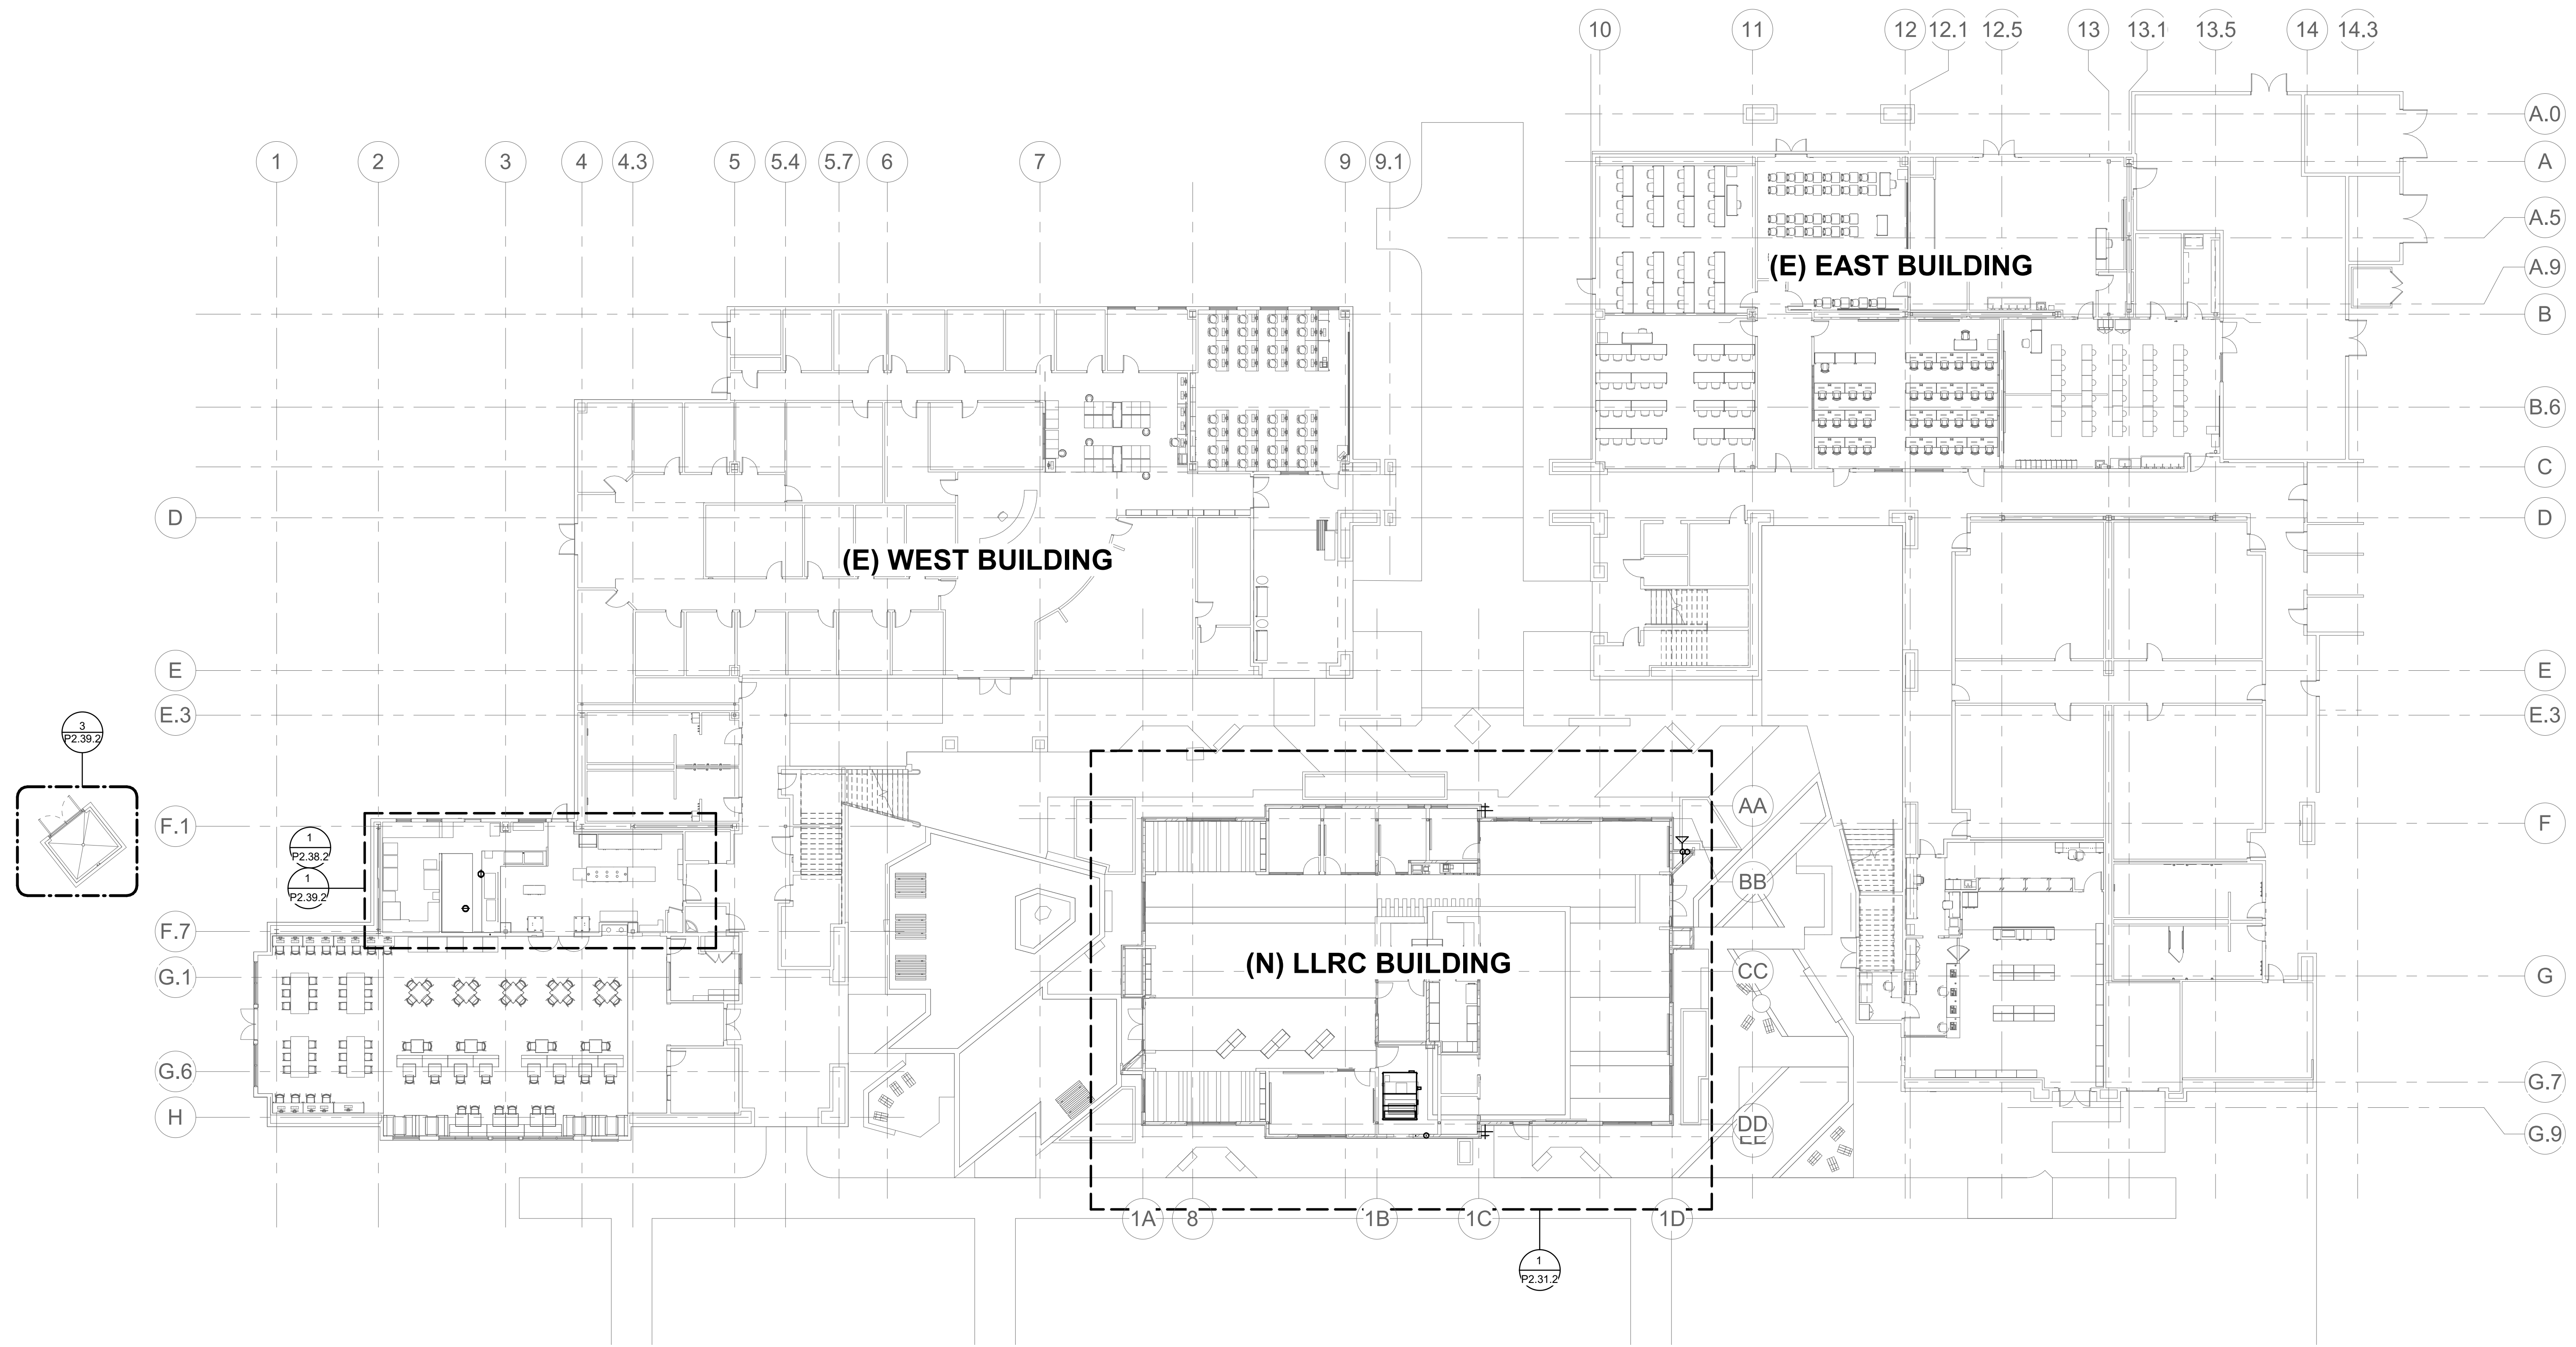 10
11
12
12.1
12.5
13
13.1
13.5
14
14.3
A.0
1
2
3
4
4.3
5
5.4
5.7
6
7
9
9.1
A
A.5
(E) EAST BUILDING
A.9
B
B.6
C
D
D
(E) WEST BUILDING
E
E
E.3
E.3
3
P2.39.2
AA
F.1
F
1
P2.38.2
1
P2.39.2
BB
F.7
(N) LLRC BUILDING
CC
G.1
G
G.6
G.7
H
DD
EE
G.9
1A
8
1B
1C
1D
1
P2.31.2